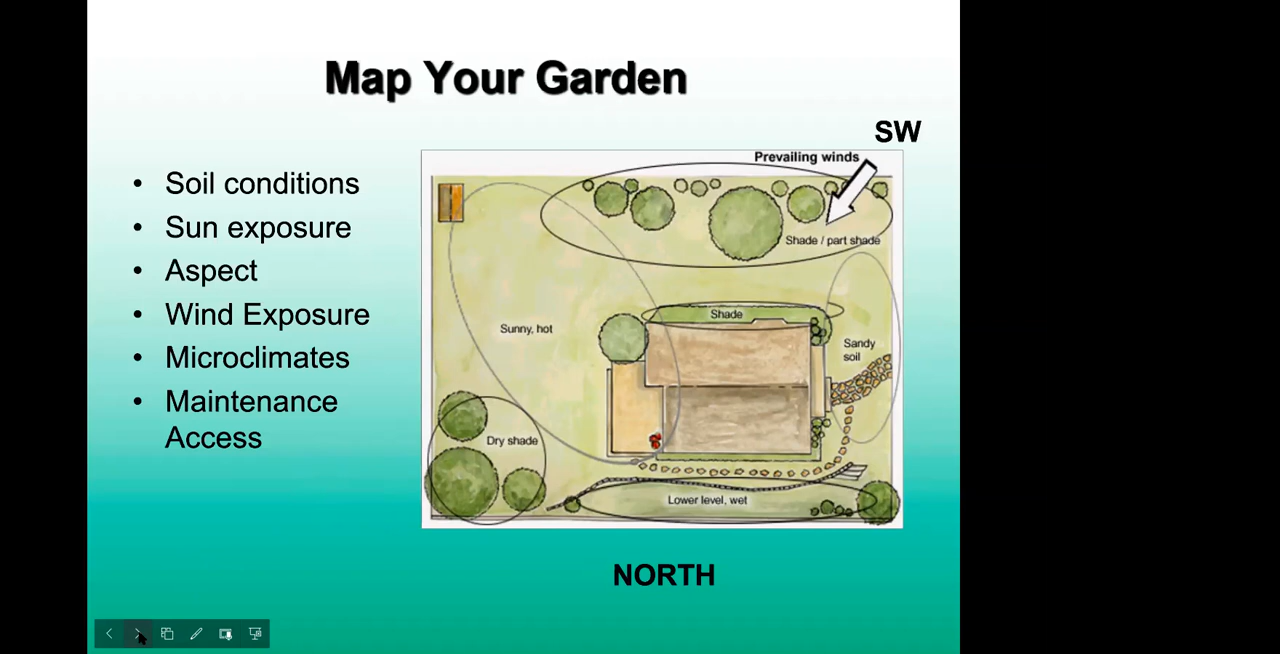 Map Your Garden
SW
Soil conditions
Sun exposure
Aspect
Wind Exposure
Microclimates
Maintenance
Access
Prevailing winds
Shade / part shade
Shade
Sunny, hot
Sandy
soil
Dry shade
Lower level, wet
NORTH